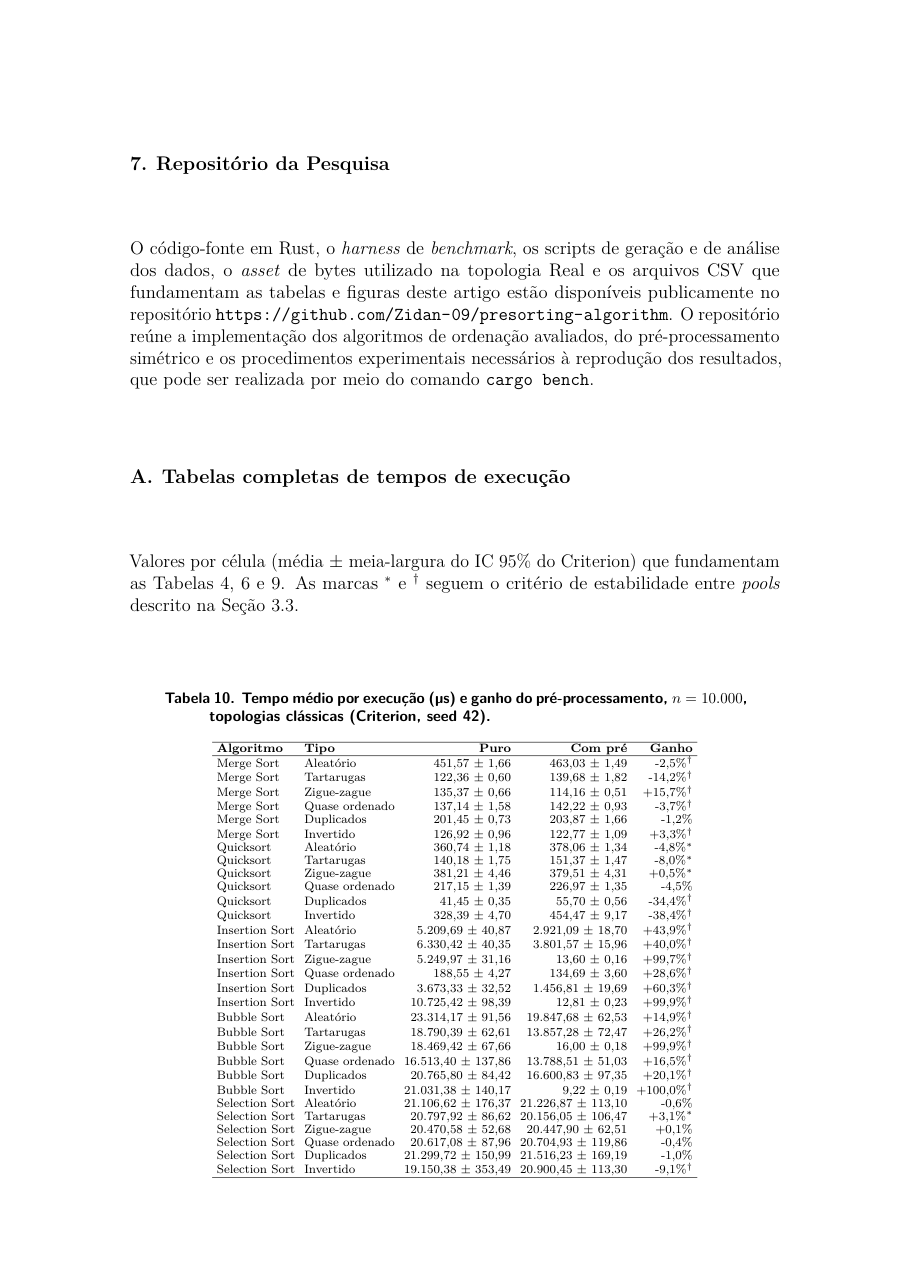 7. Repositório da Pesquisa
O código-fonte em Rust, o harness de benchmark, os scripts de geração e de análise
dos dados, o asset de bytes utilizado na topologia Real e os arquivos CSV que
fundamentam as tabelas e figuras deste artigo estão disponíveis publicamente no
repositório https://github.com/Zidan-09/presorting-algorithm. O repositório
reúne a implementação dos algoritmos de ordenação avaliados, do pré-processamento
simétrico e os procedimentos experimentais necessários à reprodução dos resultados,
que pode ser realizada por meio do comando cargo bench.
A. Tabelas completas de tempos de execução
Valores por célula (média ± meia-largura do IC 95% do Criterion) que fundamentam
as Tabelas 4, 6 e 9. As marcas * e † seguem o critério de estabilidade entre pools
descrito na Seção 3.3.
Tabela 10. Tempo médio por execução (µs) e ganho do pré-processamento, n = 10.000,
topologias clássicas (Criterion, seed 42).
Algoritmo Tipo Puro Com pré Ganho
Merge Sort Aleatório 451,57 ± 1,66 463,03 ± 1,49 -2,5%†
Merge Sort Tartarugas 122,36 ± 0,60 139,68 ± 1,82 -14,2%†
Merge Sort Zigue-zague 135,37 ± 0,66 114,16 ± 0,51 +15,7%†
Merge Sort Quase ordenado 137,14 ± 1,58 142,22 ± 0,93 -3,7%†
Merge Sort Duplicados 201,45 ± 0,73 203,87 ± 1,66 -1,2%
Merge Sort Invertido 126,92 ± 0,96 122,77 ± 1,09 +3,3%†
Quicksort Aleatório 360,74 ± 1,18 378,06 ± 1,34 -4,8%*
Quicksort Tartarugas 140,18 ± 1,75 151,37 ± 1,47 -8,0%*
Quicksort Zigue-zague 381,21 ± 4,46 379,51 ± 4,31 +0,5%*
Quicksort Quase ordenado 217,15 ± 1,39 226,97 ± 1,35 -4,5%
Quicksort Duplicados 41,45 ± 0,35 55,70 ± 0,56 -34,4%†
Quicksort Invertido 328,39 ± 4,70 454,47 ± 9,17 -38,4%†
Insertion Sort Aleatório 5.209,69 ± 40,87 2.921,09 ± 18,70 +43,9%†
Insertion Sort Tartarugas 6.330,42 ± 40,35 3.801,57 ± 15,96 +40,0%†
Insertion Sort Zigue-zague 5.249,97 ± 31,16 13,60 ± 0,16 +99,7%†
Insertion Sort Quase ordenado 188,55 ± 4,27 134,69 ± 3,60 +28,6%†
Insertion Sort Duplicados 3.673,33 ± 32,52 1.456,81 ± 19,69 +60,3%†
Insertion Sort Invertido 10.725,42 ± 98,39 12,81 ± 0,23 +99,9%†
Bubble Sort Aleatório 23.314,17 ± 91,56 19.847,68 ± 62,53 +14,9%†
Bubble Sort Tartarugas 18.790,39 ± 62,61 13.857,28 ± 72,47 +26,2%†
Bubble Sort Zigue-zague 18.469,42 ± 67,66 16,00 ± 0,18 +99,9%†
Bubble Sort Quase ordenado 16.513,40 ± 137,86 13.788,51 ± 51,03 +16,5%†
Bubble Sort Duplicados 20.765,80 ± 84,42 16.600,83 ± 97,35 +20,1%†
Bubble Sort Invertido 21.031,38 ± 140,17 9,22 ± 0,19 +100,0%†
Selection Sort Aleatório 21.106,62 ± 176,37 21.226,87 ± 113,10 -0,6%
Selection Sort Tartarugas 20.797,92 ± 86,62 20.156,05 ± 106,47 +3,1%*
Selection Sort Zigue-zague 20.470,58 ± 52,68 20.447,90 ± 62,51 +0,1%
Selection Sort Quase ordenado 20.617,08 ± 87,96 20.704,93 ± 119,86 -0,4%
Selection Sort Duplicados 21.299,72 ± 150,99 21.516,23 ± 169,19 -1,0%
Selection Sort Invertido 19.150,38 ± 353,49 20.900,45 ± 113,30 -9,1%†